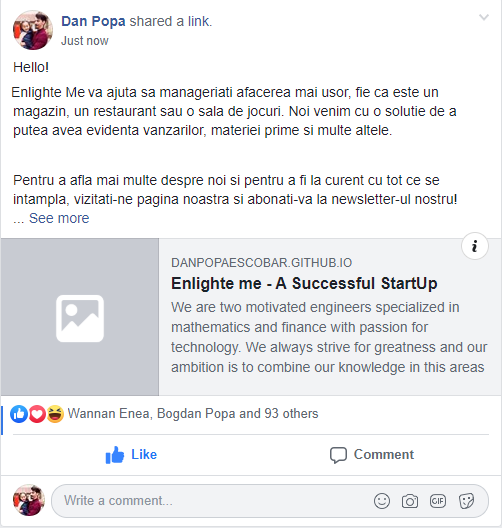 Dan Popa shared a link.
Just now
Hello!
Enlighte Me va ajuta sa manageriati afacerea mai usor, fie ca este un
magazin, un restaurant sau o sala de jocuri. Noi venim cu o solutie de a
putea avea evidenta vanzarilor, materiei prime si multe altele.
Pentru a afla mai multe despre noi si pentru a fi la curent cu tot ce se
intampla, vizitati-ne pagina noastra si abonati-va la newsletter-ul nostru!
... See more
i
DANPOPAESCOBAR.GITHUB.IO
Enlighte me - A Successful StartUp
We are two motivated engineers specialized in
mathematics and finance with passion for
technology. We always strive for greatness and our
ambition is to combine our knowledge in this areas
Wannan Enea, Bogdan Popa and 93 others
Like Comment
Write a comment... GIF